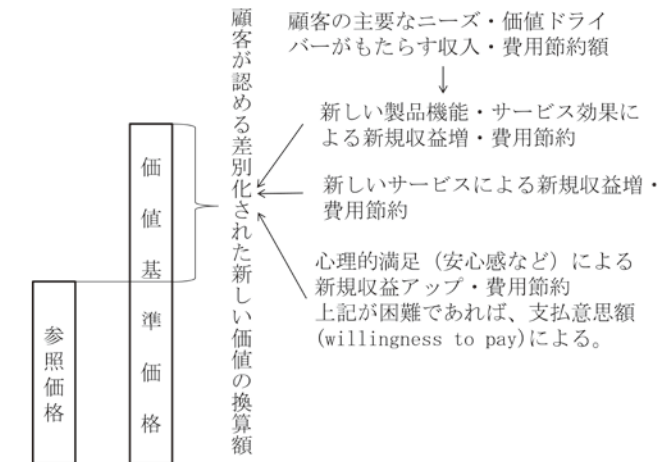 顧客の主要なニーズ・価値ドライ
バーがもたらす収入・費用節約額
新しい製品機能・サービス効果に
よる新規収益増・費用節約
新しいサービスによる新規収益増・
費用節約
心理的満足（安心感など）による
新規収益アップ・費用節約
上記が困難であれば、支払意思額
(willingness to pay)による。
顧客が認める差別化された新しい価値の換算額
価値基準価格
参照価格